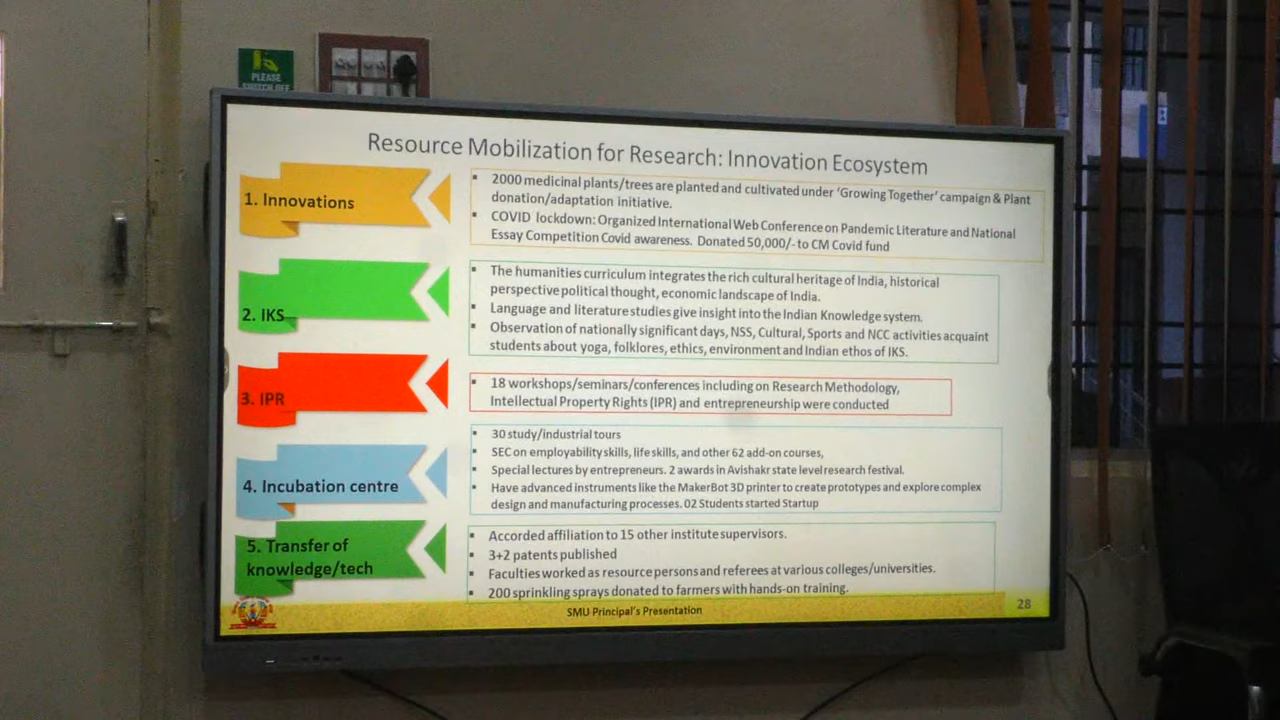 PLEASE
SWITCH OFF
Resource Mobilization for Research: Innovation Ecosystem
1. Innovations
▪ 2000 medicinal plants/trees are planted and cultivated under 'Growing Together' campaign & Plant
donation/adaptation initiative.
▪ COVID lockdown: Organized International Web Conference on Pandemic Literature and National
Essay Competition Covid awareness. Donated 50,000/- to CM Covid fund
2. IKS
▪ The humanities curriculum integrates the rich cultural heritage of India, historical
perspective political thought, economic landscape of India.
▪ Language and literature studies give insight into the Indian Knowledge system.
▪ Observation of nationally significant days, NSS, Cultural, Sports and NCC activities acquaint
students about yoga, folklores, ethics, environment and Indian ethos of IKS.
3. IPR
▪ 18 workshops/seminars/conferences including on Research Methodology,
Intellectual Property Rights (IPR) and entrepreneurship were conducted
4. Incubation centre
▪ 30 study/industrial tours
▪ SEC on employability skills, life skills, and other 62 add-on courses,
▪ Special lectures by entrepreneurs. 2 awards in Avishakr state level research festival.
▪ Have advanced instruments like the MakerBot 3D printer to create prototypes and explore complex
design and manufacturing processes. 02 Students started Startup
5. Transfer of
knowledge/tech
▪ Accorded affiliation to 15 other institute supervisors.
▪ 3+2 patents published
▪ Faculties worked as resource persons and referees at various colleges/universities.
▪ 200 sprinkling sprays donated to farmers with hands-on training.
SMU Principal's Presentation
28